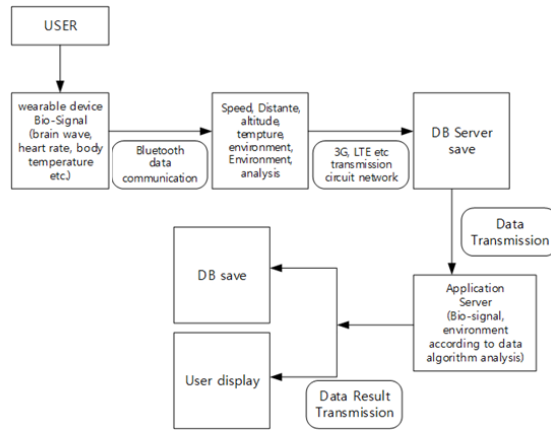 USER
wearable device
Bio-Signal
(brain wave,
heart rate, body
temperature
etc.)
Bluetooth
data
communication
Speed, Distante,
altitude,
tempture,
environment,
Environment,
analysis
3G, LTE etc
transmission
circuit network
DB Server
save
Data
Transmission
Application
Server
(Bio-signal,
environment
according to data
algorithm analysis)
DB save
User display
Data Result
Transmission